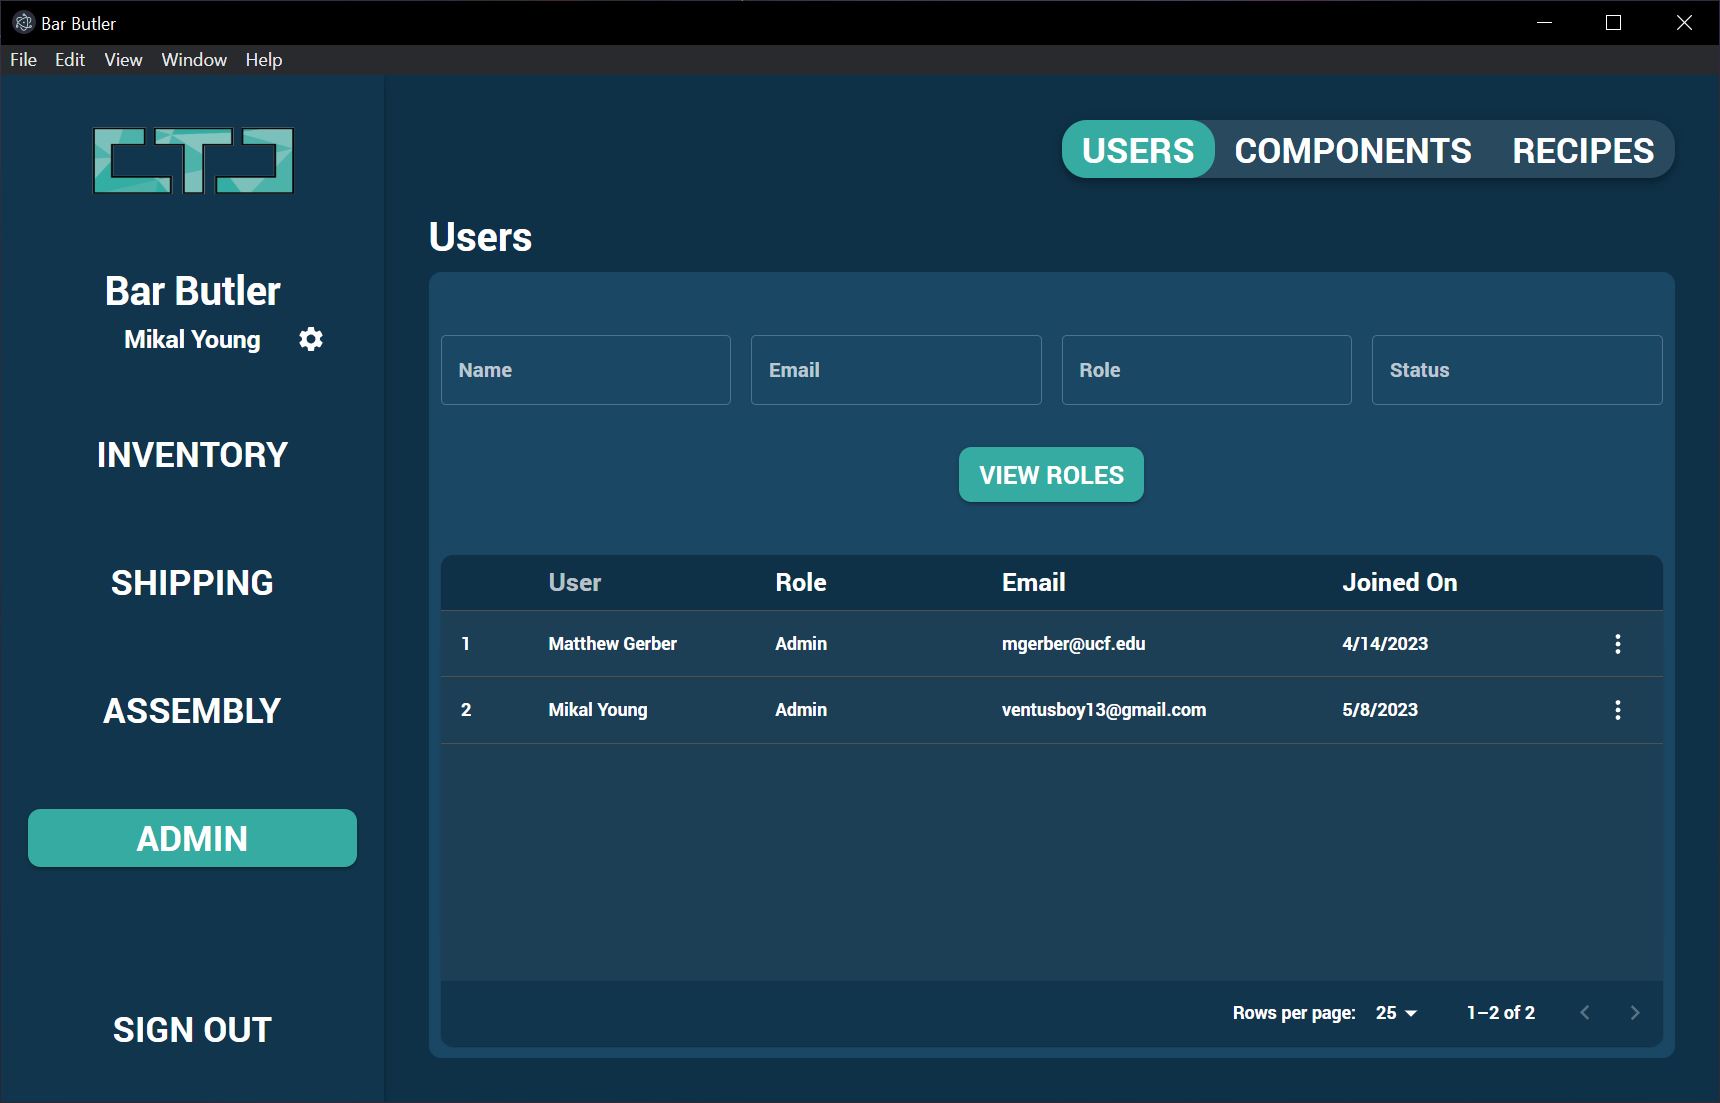 Bar Butler
File Edit View Window Help
CTC
Bar Butler
Mikal Young
INVENTORY
SHIPPING
ASSEMBLY
ADMIN
SIGN OUT
USERS COMPONENTS RECIPES
Users
Name Email Role Status
VIEW ROLES
User Role Email Joined On
1 Matthew Gerber Admin mgerber@ucf.edu 4/14/2023
2 Mikal Young Admin ventusboy13@gmail.com 5/8/2023
Rows per page: 25 1–2 of 2